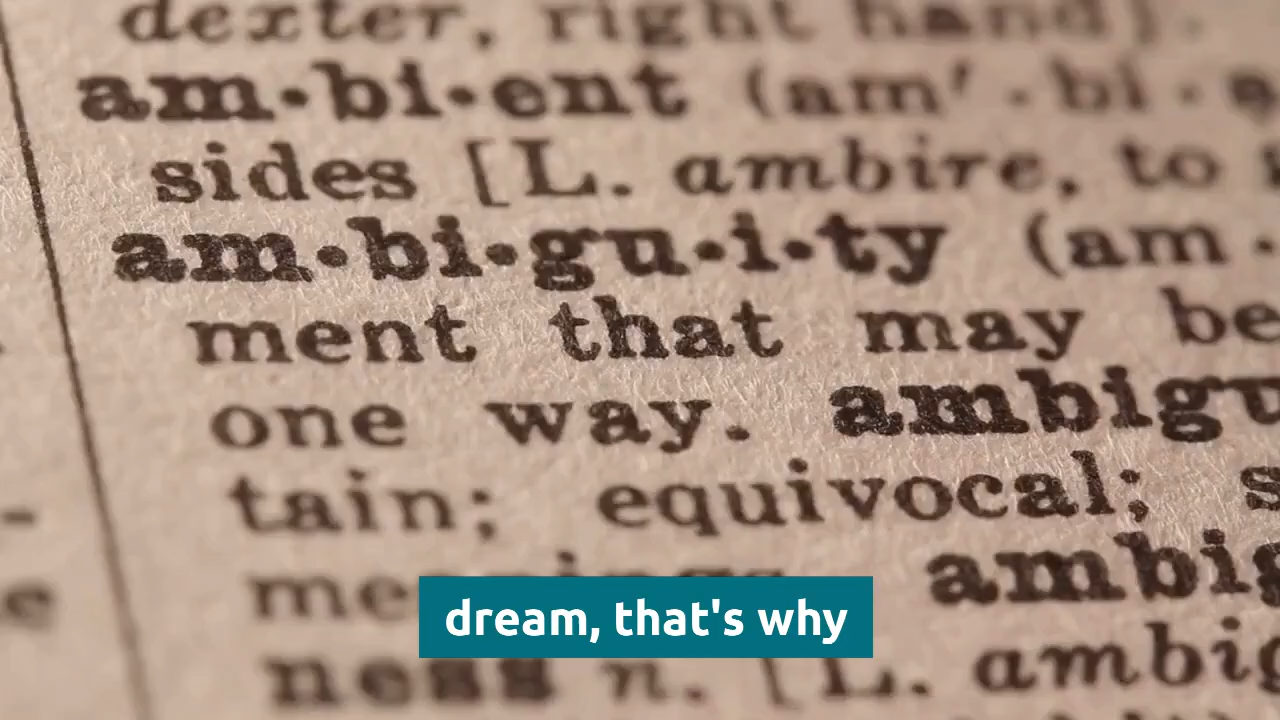 dexter, right hand].
am•bi•ent (am′ · bi ·
sides [L. ambire, to
am•bi•gu•i•ty (am ·
ment that may be
one way. ambigu
tain; equivocal; s
ambig
dream, that's why
ness n. [L. ambig